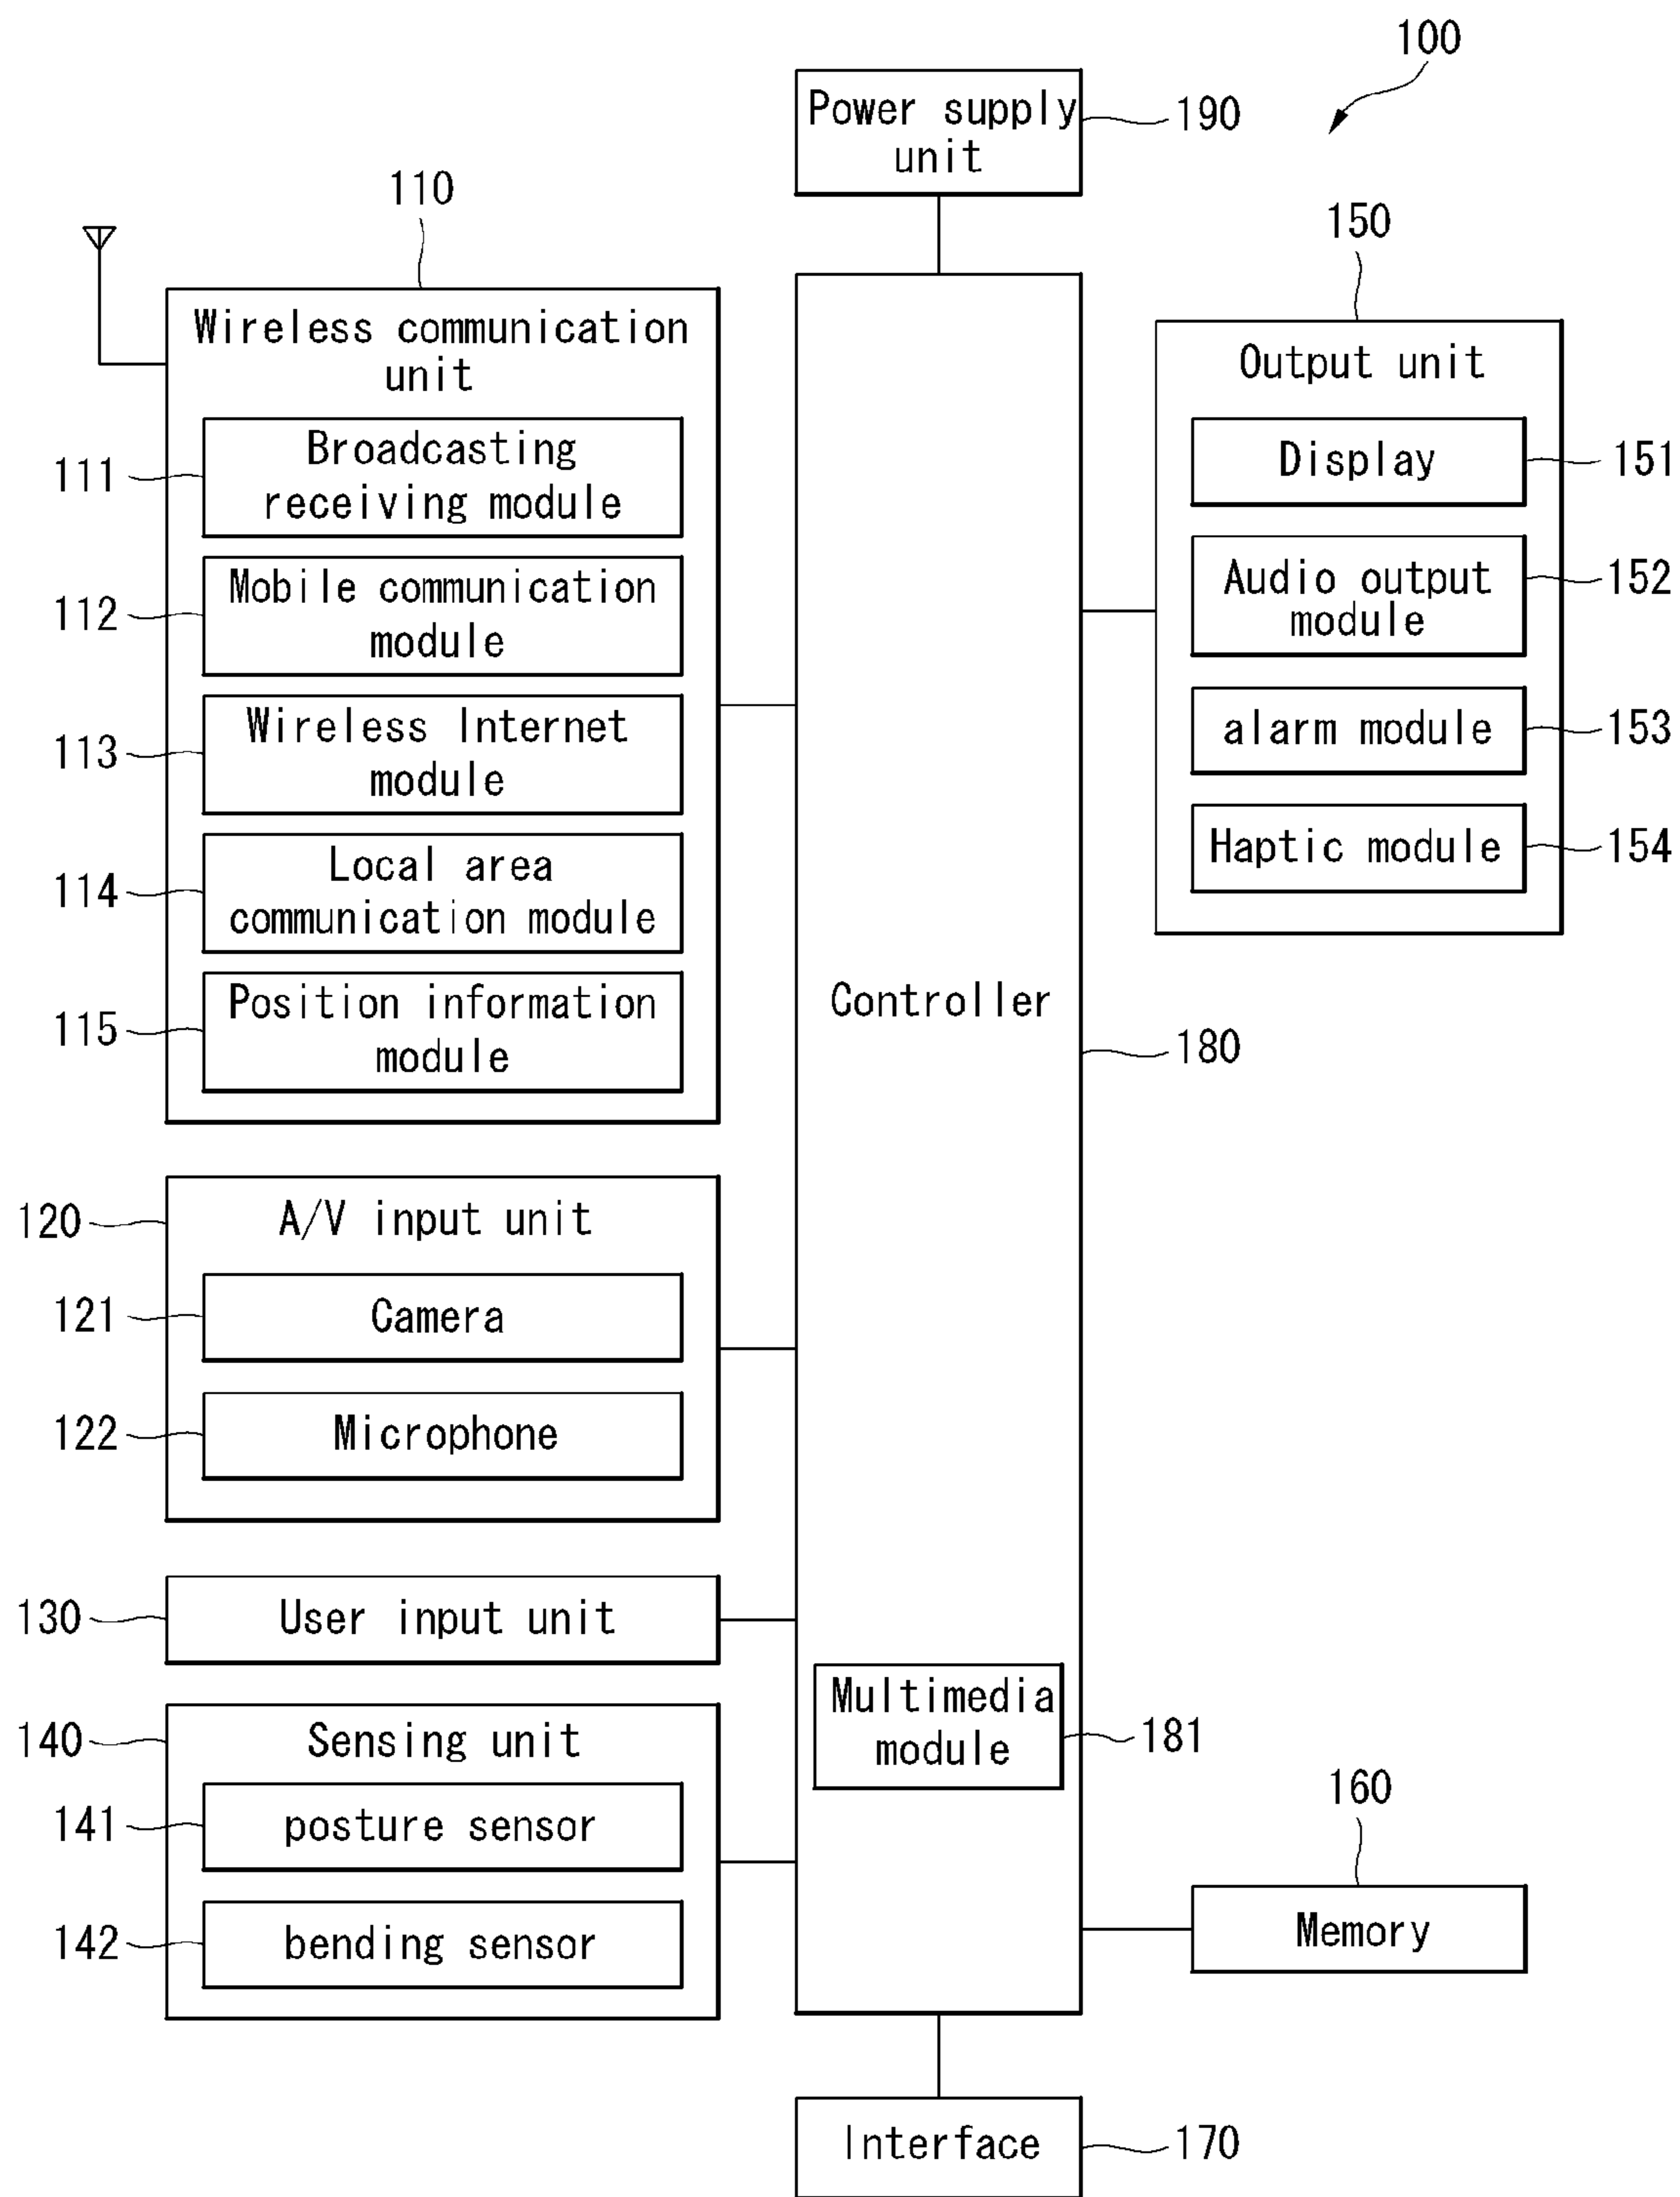 100
Power supply
unit
190
110
150
Wireless communication
unit
Broadcasting
receiving module
111
Mobile communication
module
112
Wireless Internet
module
113
Local area
communication module
114
Position information
module
115
Output unit
Display
151
Audio output
module
152
alarm module
153
Haptic module
154
Controller
180
A/V input unit
120
Camera
121
Microphone
122
User input unit
130
Multimedia
module
181
Sensing unit
140
posture sensor
141
bending sensor
142
160
Memory
Interface
170